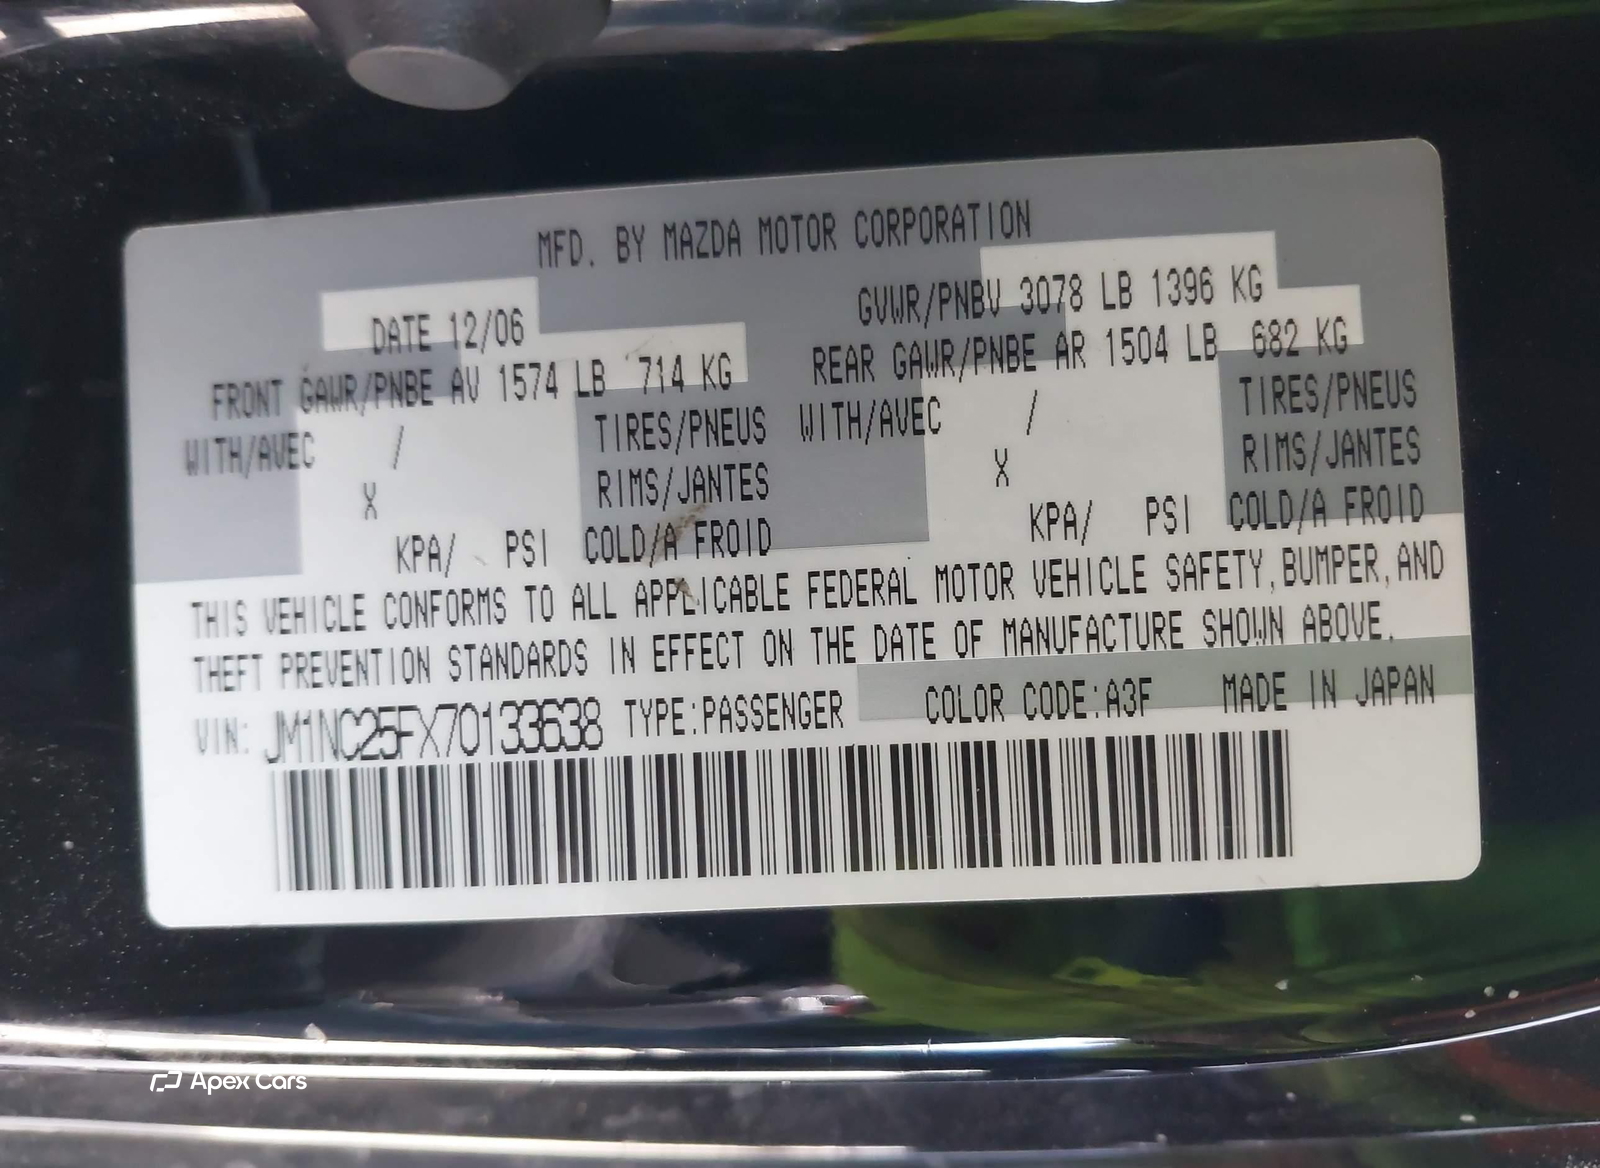 MFD. BY MAZDA MOTOR CORPORATION
DATE 12/06 GVWR/PNBV 3078 LB 1396 KG
FRONT GAWR/PNBE AV 1574 LB 714 KG REAR GAWR/PNBE AR 1504 LB 682 KG
WITH/AVEC / TIRES/PNEUS WITH/AVEC / TIRES/PNEUS
X RIMS/JANTES X RIMS/JANTES
KPA/ PSI COLD/A FROID KPA/ PSI COLD/A FROID
THIS VEHICLE CONFORMS TO ALL APPLICABLE FEDERAL MOTOR VEHICLE SAFETY, BUMPER, AND
THEFT PREVENTION STANDARDS IN EFFECT ON THE DATE OF MANUFACTURE SHOWN ABOVE.
VIN: JM1NC25FX70133638 TYPE:PASSENGER COLOR CODE:A3F MADE IN JAPAN
Apex Cars